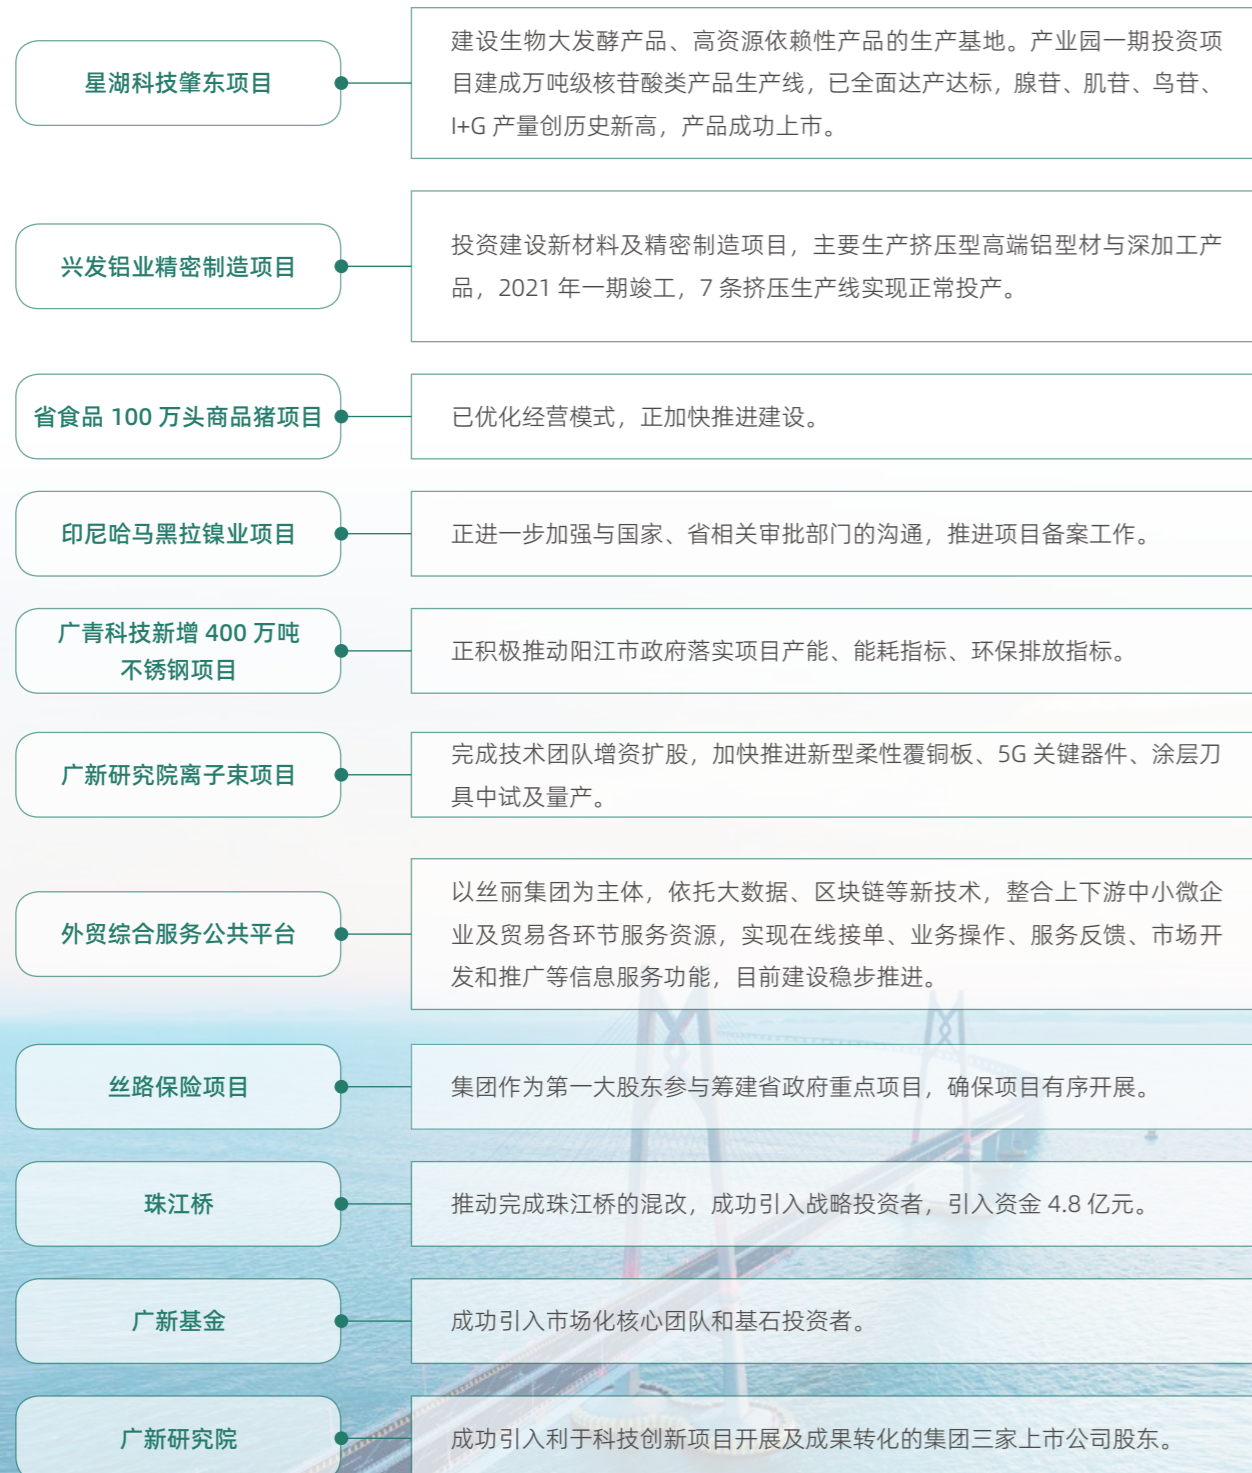 星湖科技肇东项目
建设生物大发酵产品、高资源依赖性产品的生产基地。产业园一期投资项
目建成万吨级核苷酸类产品生产线，已全面达产达标，腺苷、肌苷、鸟苷、
I+G 产量创历史新高，产品成功上市。
兴发铝业精密制造项目
投资建设新材料及精密制造项目，主要生产挤压型高端铝型材与深加工产
品，2021 年一期竣工，7 条挤压生产线实现正常投产。
省食品 100 万头商品猪项目
已优化经营模式，正加快推进建设。
印尼哈马黑拉镍业项目
正进一步加强与国家、省相关审批部门的沟通，推进项目备案工作。
广青科技新增 400 万吨
不锈钢项目
正积极推动阳江市政府落实项目产能、能耗指标、环保排放指标。
广新研究院离子束项目
完成技术团队增资扩股，加快推进新型柔性覆铜板、5G 关键器件、涂层刀
具中试及量产。
外贸综合服务公共平台
以丝丽集团为主体，依托大数据、区块链等新技术，整合上下游中小微企
业及贸易各环节服务资源，实现在线接单、业务操作、服务反馈、市场开
发和推广等信息服务功能，目前建设稳步推进。
丝路保险项目
集团作为第一大股东参与筹建省政府重点项目，确保项目有序开展。
珠江桥
推动完成珠江桥的混改，成功引入战略投资者，引入资金 4.8 亿元。
广新基金
成功引入市场化核心团队和基石投资者。
广新研究院
成功引入利于科技创新项目开展及成果转化的集团三家上市公司股东。